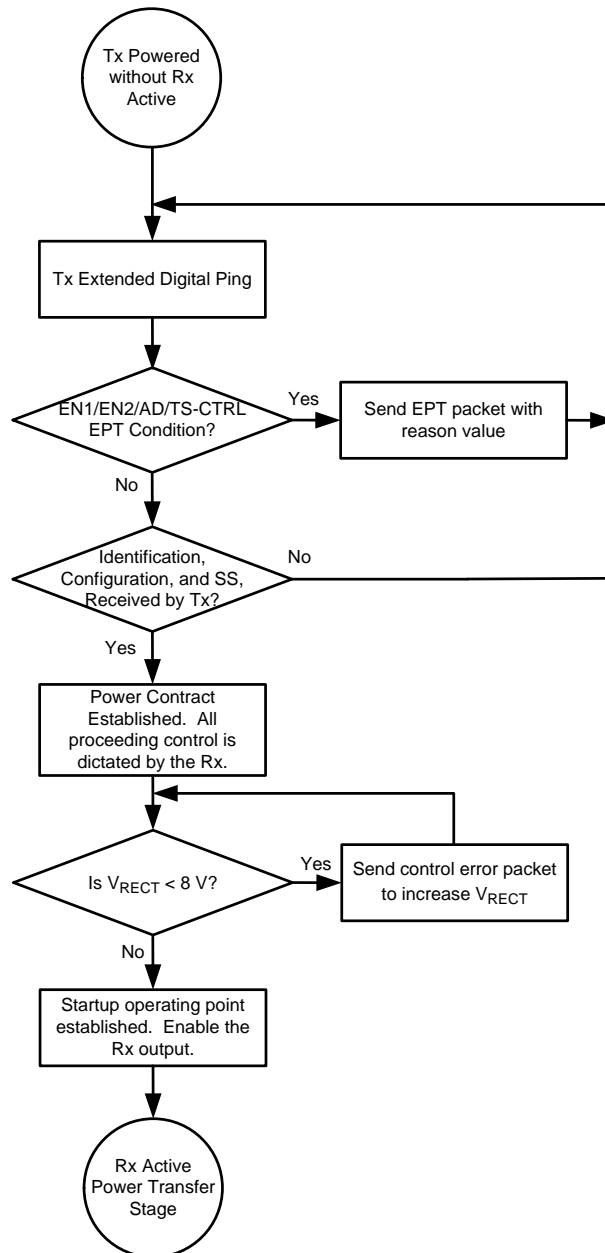 Tx Powered
without Rx
Active
Tx Extended Digital Ping
EN1/EN2/AD/TS-CTRL
EPT Condition?
Yes
Send EPT packet with
reason value
No
Identification,
Configuration, and SS,
Received by Tx?
No
Yes
Power Contract
Established. All
proceeding control is
dictated by the Rx.
Is VRECT < 8 V?
Yes
Send control error packet
to increase VRECT
No
Startup operating point
established. Enable the
Rx output.
Rx Active
Power Transfer
Stage